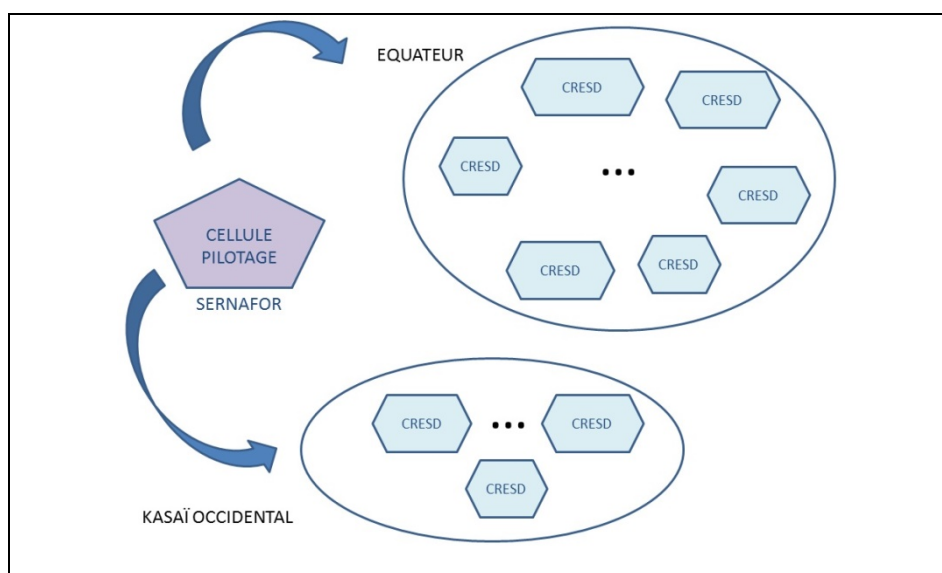 EQUATEUR
CRESD
CRESD
CRESD
...
CRESD
CRESD
CRESD
CELLULE
PILOTAGE
SERNAFOR
CRESD
...
CRESD
CRESD
KASAÏ OCCIDENTAL